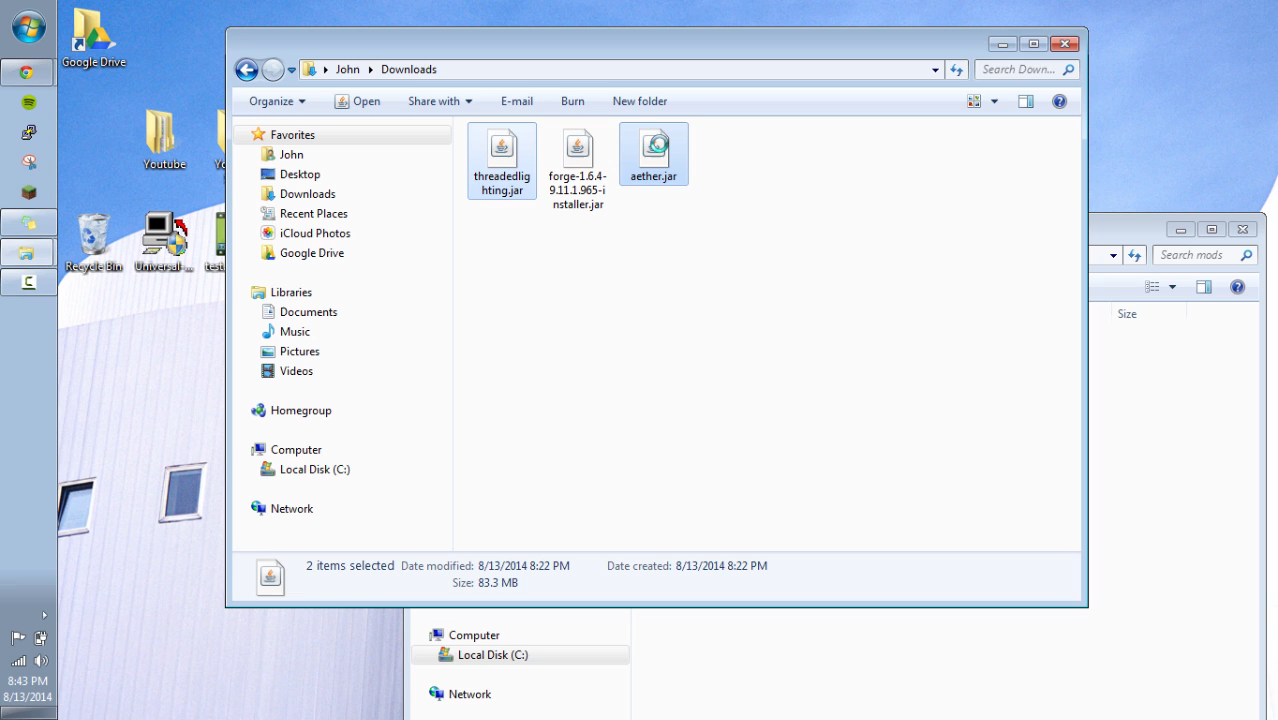 Google Drive
Youtube
Yo
Recycle Bin
Universal-...
test
John
Downloads
Search Down...
Organize
Open
Share with
E-mail
Burn
New folder
Favorites
John
Desktop
Downloads
Recent Places
iCloud Photos
Google Drive
Libraries
Documents
Music
Pictures
Videos
Homegroup
Computer
Local Disk (C:)
Network
threadedlig
hting.jar
forge-1.6.4-
9.11.1.965-i
nstaller.jar
aether.jar
2 items selected Date modified: 8/13/2014 8:22 PM Date created: 8/13/2014 8:22 PM
Size: 83.3 MB
Search mods
Size
Computer
Local Disk (C:)
Network
8:43 PM
8/13/2014